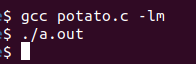 e$ gcc potato.c -lm
e$ ./a.out
e$